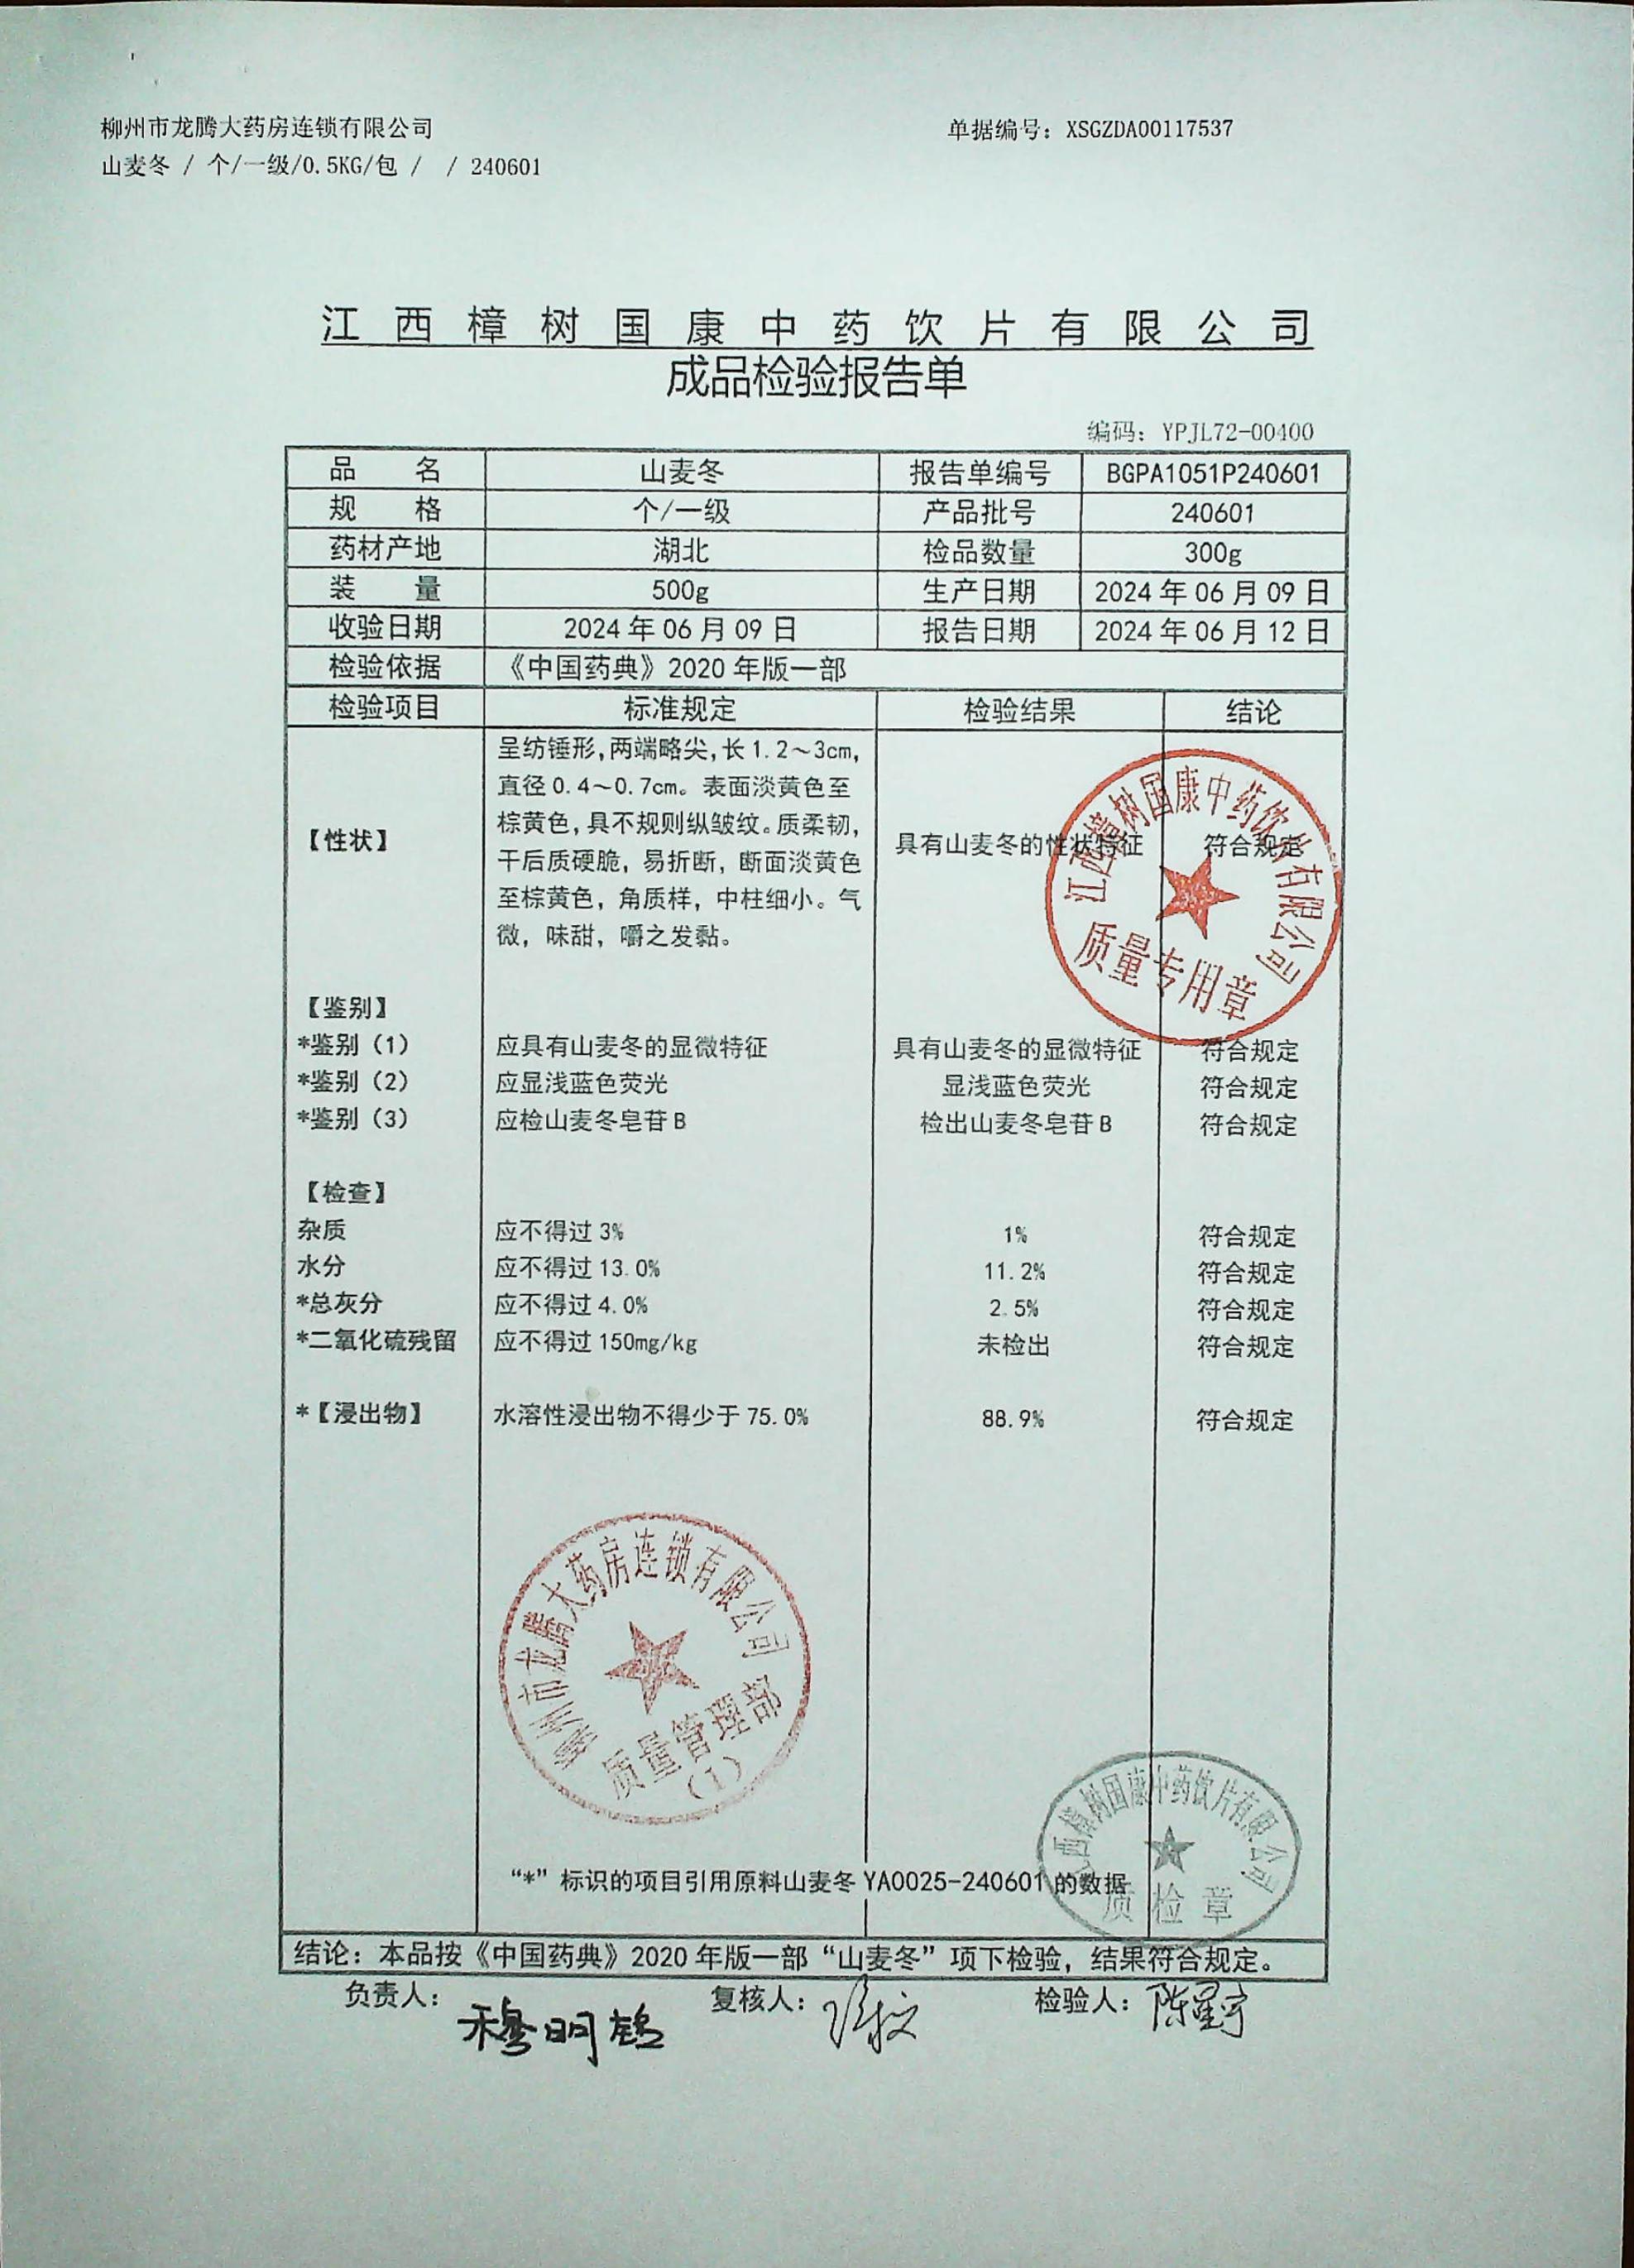 柳州市龙腾大药房连锁有限公司 单据编号：XSGZDA00117537
山麦冬 / 个/一级/0.5KG/包 / / 240601
江西樟树国康中药饮片有限公司
成品检验报告单
编码：YPJL72-00400
品 名 山麦冬 报告单编号 BGPA1051P240601
规 格 个/一级 产品批号 240601
药材产地 湖北 检品数量 300g
装 量 500g 生产日期 2024年06月09日
收验日期 2024年06月09日 报告日期 2024年06月12日
检验依据 《中国药典》2020年版一部
检验项目 标准规定 检验结果 结论
呈纺锤形，两端略尖，长1.2～3cm，
直径0.4～0.7cm。表面淡黄色至
棕黄色，具不规则纵皱纹。质柔韧，
【性状】 具有山麦冬的性状特征 符合规定
干后质硬脆，易折断，断面淡黄色
至棕黄色，角质样，中柱细小。气
微，味甜，嚼之发黏。
江西樟树国康中药饮片有限公司
质量专用章
【鉴别】
*鉴别（1） 应具有山麦冬的显微特征 具有山麦冬的显微特征 符合规定
*鉴别（2） 应显浅蓝色荧光 显浅蓝色荧光 符合规定
*鉴别（3） 应检山麦冬皂苷B 检出山麦冬皂苷B 符合规定
【检查】
杂质 应不得过3% 1% 符合规定
水分 应不得过13.0% 11.2% 符合规定
*总灰分 应不得过4.0% 2.5% 符合规定
*二氧化硫残留 应不得过150mg/kg 未检出 符合规定
*【浸出物】 水溶性浸出物不得少于75.0% 88.9% 符合规定
柳州市龙腾大药房连锁有限公司
质量管理部
（1）
江西樟树国康中药饮片有限公司
质检章
“*”标识的项目引用原料山麦冬YA0025-240601的数据
结论：本品按《中国药典》2020年版一部“山麦冬”项下检验，结果符合规定。
负责人： 穆明 复核人： 检验人：陈星宇